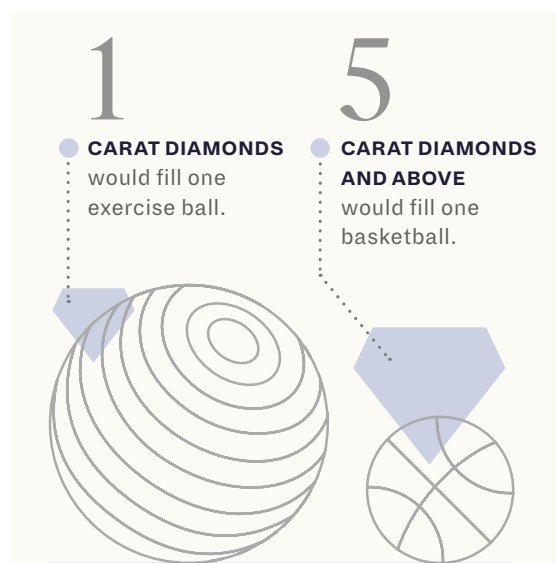 1
CARAT DIAMONDS
would fill one
exercise ball.
5
CARAT DIAMONDS
AND ABOVE
would fill one
basketball.